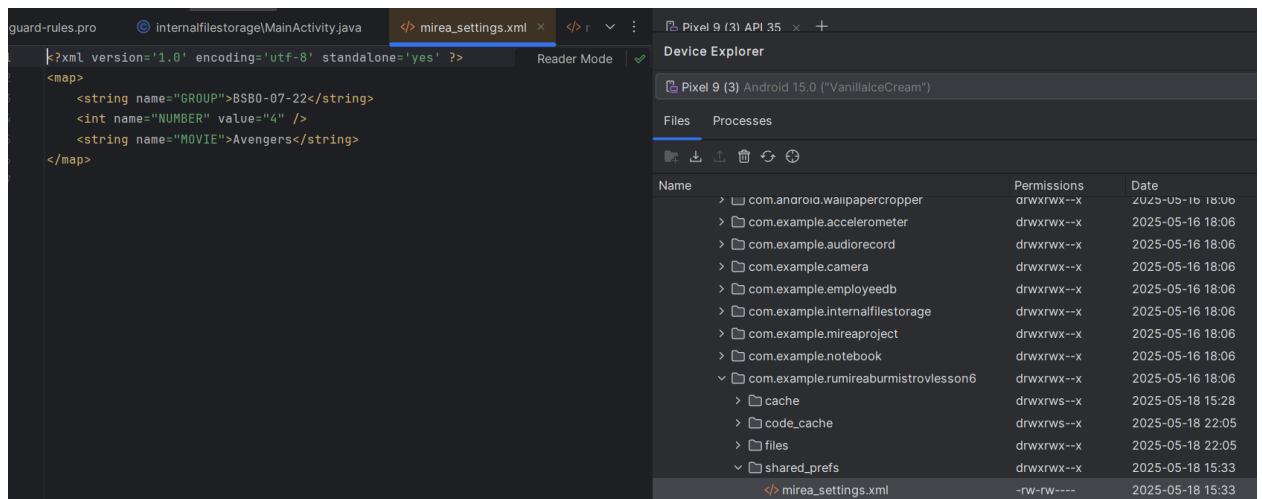 guard-rules.pro
internalfilestorage\MainActivity.java
mirea_settings.xml
<?xml version='1.0' encoding='utf-8' standalone='yes' ?>
<map>
<string name="GROUP">BSBO-07-22</string>
<int name="NUMBER" value="4" />
<string name="MOVIE">Avengers</string>
</map>
Reader Mode
Pixel 9 (3) API 35
Device Explorer
Pixel 9 (3) Android 15.0 ("VanillaIceCream")
Files Processes
Name Permissions Date
com.android.wallpapercropper drwxrwx--x 2025-05-16 18:06
com.example.accelerometer drwxrwx--x 2025-05-16 18:06
com.example.audiorecord drwxrwx--x 2025-05-16 18:06
com.example.camera drwxrwx--x 2025-05-16 18:06
com.example.employeedb drwxrwx--x 2025-05-16 18:06
com.example.internalfilestorage drwxrwx--x 2025-05-16 18:06
com.example.mireaproject drwxrwx--x 2025-05-16 18:06
com.example.notebook drwxrwx--x 2025-05-16 18:06
com.example.rumireaburmistrovlesson6 drwxrwx--x 2025-05-16 18:06
cache drwxrws--x 2025-05-18 15:28
code_cache drwxrws--x 2025-05-18 22:05
files drwxrwx--x 2025-05-18 22:05
shared_prefs drwxrwx--x 2025-05-18 15:33
mirea_settings.xml -rw-rw---- 2025-05-18 15:33